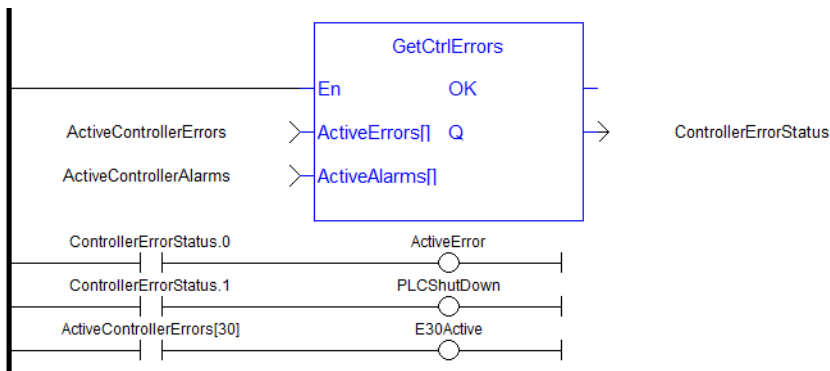 GetCtrlErrors
En OK
ActiveControllerErrors ActiveErrors[] Q ControllerErrorStatus
ActiveControllerAlarms ActiveAlarms[]
ControllerErrorStatus.0 ActiveError
ControllerErrorStatus.1 PLCShutDown
ActiveControllerErrors[30] E30Active